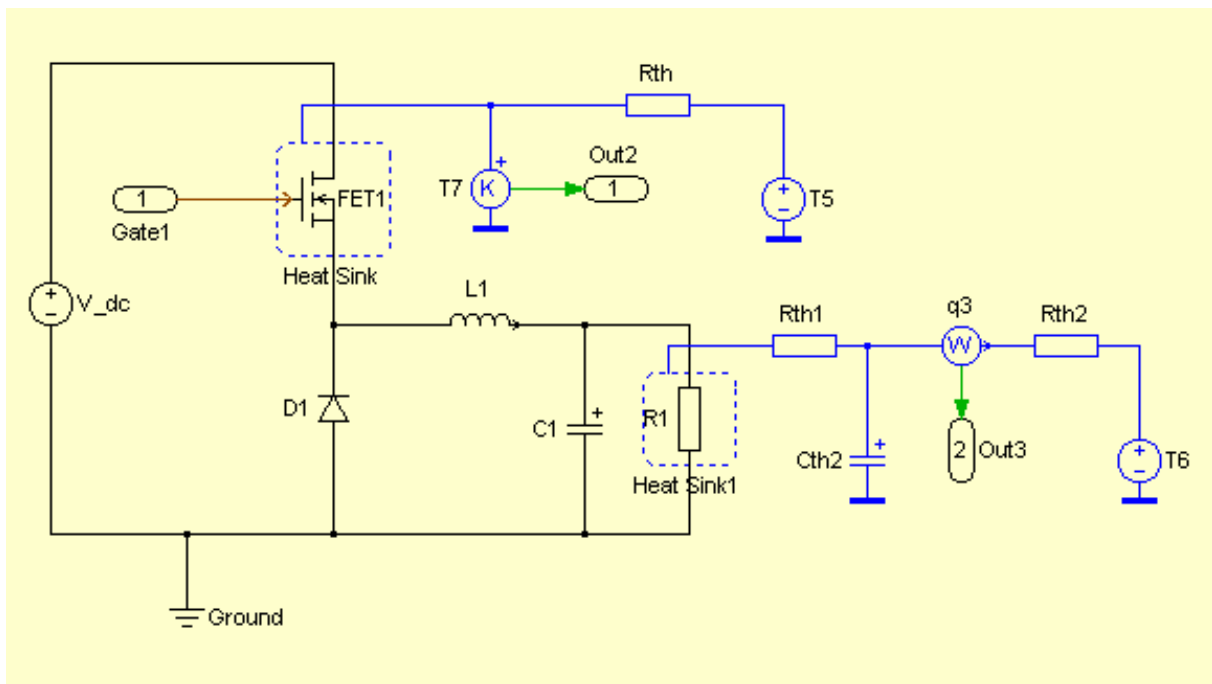 Rth
Out2
1
T7
K
T5
1
Gate1
FET1
Heat Sink
V_dc
L1
D1
C1
R1
Heat Sink1
Rth1
q3
W
Rth2
Cth2
2
Out3
T6
Ground